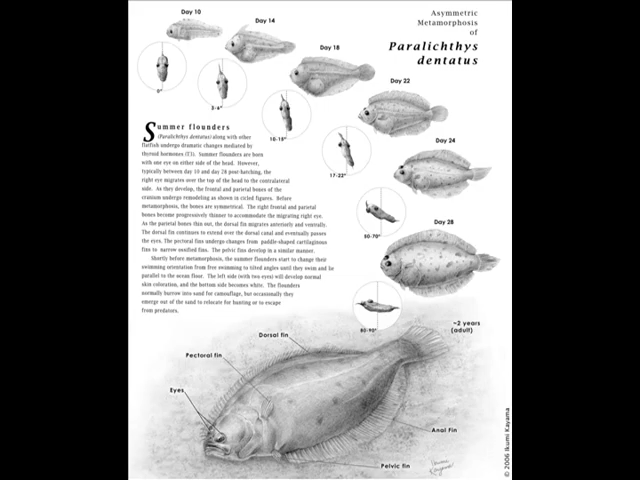 Asymmetric
Metamorphosis
of
Paralichthys
dentatus
Day 10
Day 14
Day 18
Day 22
Day 24
Day 28
0°
3-6°
10-15°
17-22°
50-70°
80-90°
Summer flounders
(Paralichthys dentatus) along with other
flatfish undergo dramatic changes mediated by
thyroid hormones (T3). Summer flounders are born
with one eye on either side of the head. However,
typically between day 10 and day 28 post-hatching, the
right eye migrates over the top of the head to the contralateral
side. As they develop, the frontal and parietal bones of the
cranium undergo remodeling as shown in circled figures. Before
metamorphosis, the bones are symmetrical. The right frontal and parietal
bones become progressively thinner to accommodate the migrating right eye.
As the parietal bones thin out, the dorsal fin migrates anteriorly and ventrally.
The dorsal fin continues to extend over the dorsal canal and eventually passes
the eyes. The pectoral fins undergo changes from paddle-shaped cartilaginous
fins to narrow ossified fins. The pelvic fins develop in a similar manner.
Shortly before metamorphosis, the summer flounders start to change their
swimming orientation from free swimming to tilted angles until they swim and lie
parallel to the ocean floor. The left side (with two eyes) will develop normal
skin coloration, and the bottom side becomes white. The flounders
normally burrow into sand for camouflage, but occasionally they
emerge out of the sand to relocate for hunting or to escape
from predators.
~2 years
(adult)
Dorsal fin
Pectoral fin
Eyes
Anal Fin
Pelvic fin
Ikumi
Kayama
© 2006 Ikumi Kayama